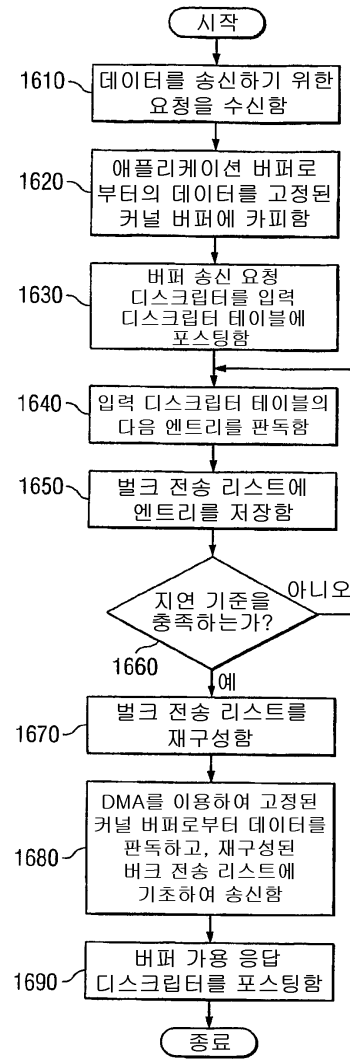 시작
1610
데이터를 송신하기 위한
요청을 수신함
1620
애플리케이션 버퍼로
부터의 데이터를 고정된
커널 버퍼에 카피함
1630
버퍼 송신 요청
디스크립터를 입력
디스크립터 테이블에
포스팅함
1640
입력 디스크립터 테이블의
다음 엔트리를 판독함
1650
벌크 전송 리스트에
엔트리를 저장함
지연 기준을
충족하는가?
아니오
1660
예
1670
벌크 전송 리스트를
재구성함
1680
DMA를 이용하여 고정된
커널 버퍼로부터 데이터를
판독하고, 재구성된
버크 전송 리스트에
기초하여 송신함
1690
버퍼 가용 응답
디스크립터를 포스팅함
종료